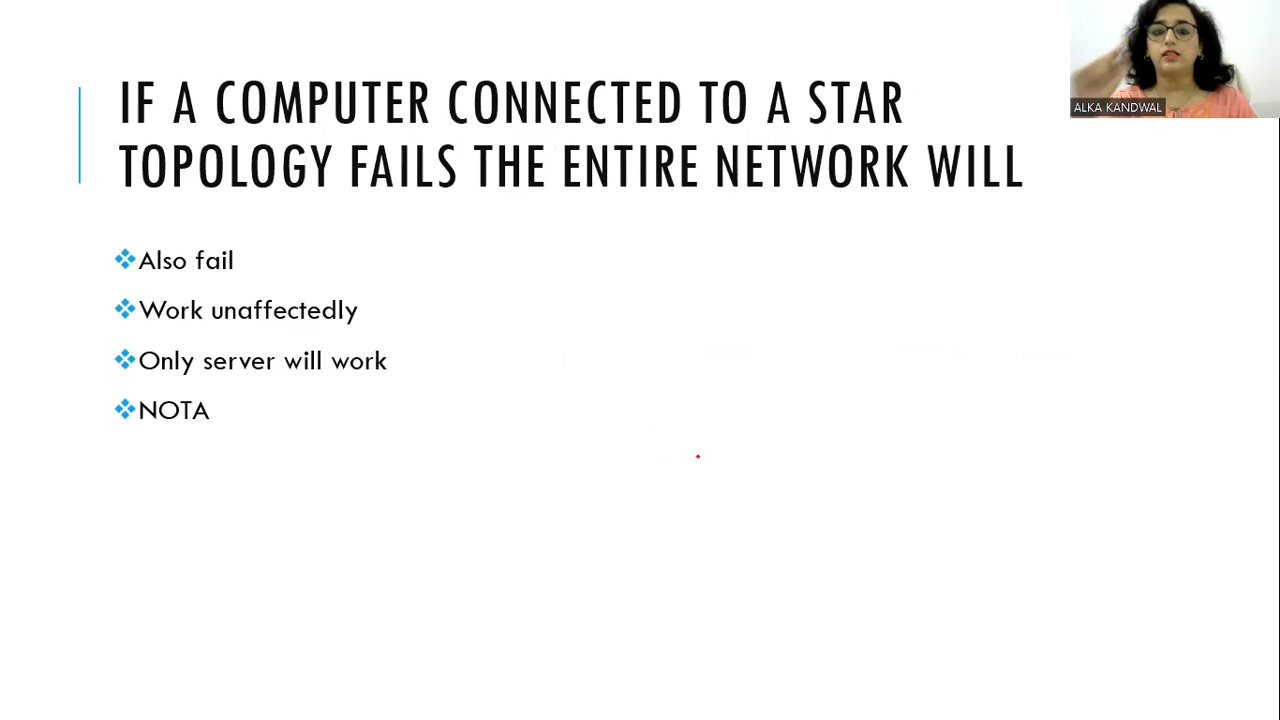 IF A COMPUTER CONNECTED TO A STAR
TOPOLOGY FAILS THE ENTIRE NETWORK WILL
Also fail
Work unaffectedly
Only server will work
NOTA
ALKA KANDWAL